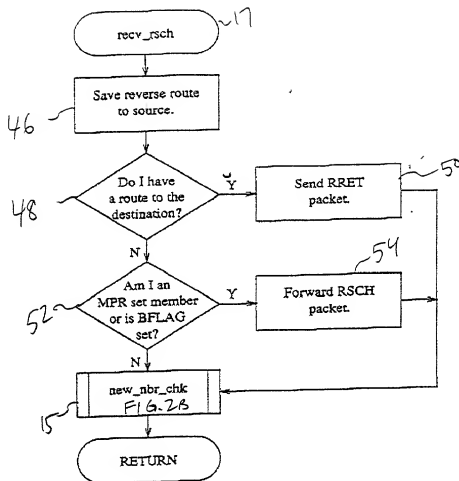 recv_rsch
17
Save reverse route
to source.
46
Do I have
a route to the
destination?
48
Y
Send RRET
packet.
50
N
Am I an
MPR set member
or is BFLAG
set?
52
Y
Forward RSCH
packet.
54
N
new_nbr_chk
FIG.2B
15
RETURN